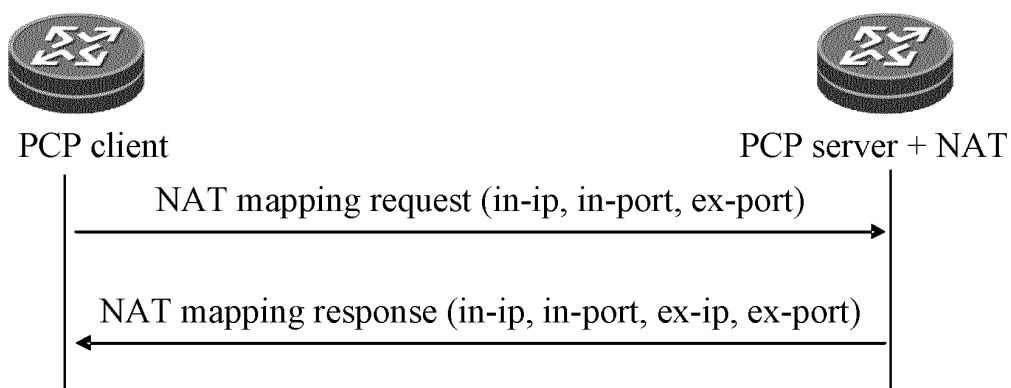 PCP client
PCP server + NAT
NAT mapping request (in-ip, in-port, ex-port)
NAT mapping response (in-ip, in-port, ex-ip, ex-port)